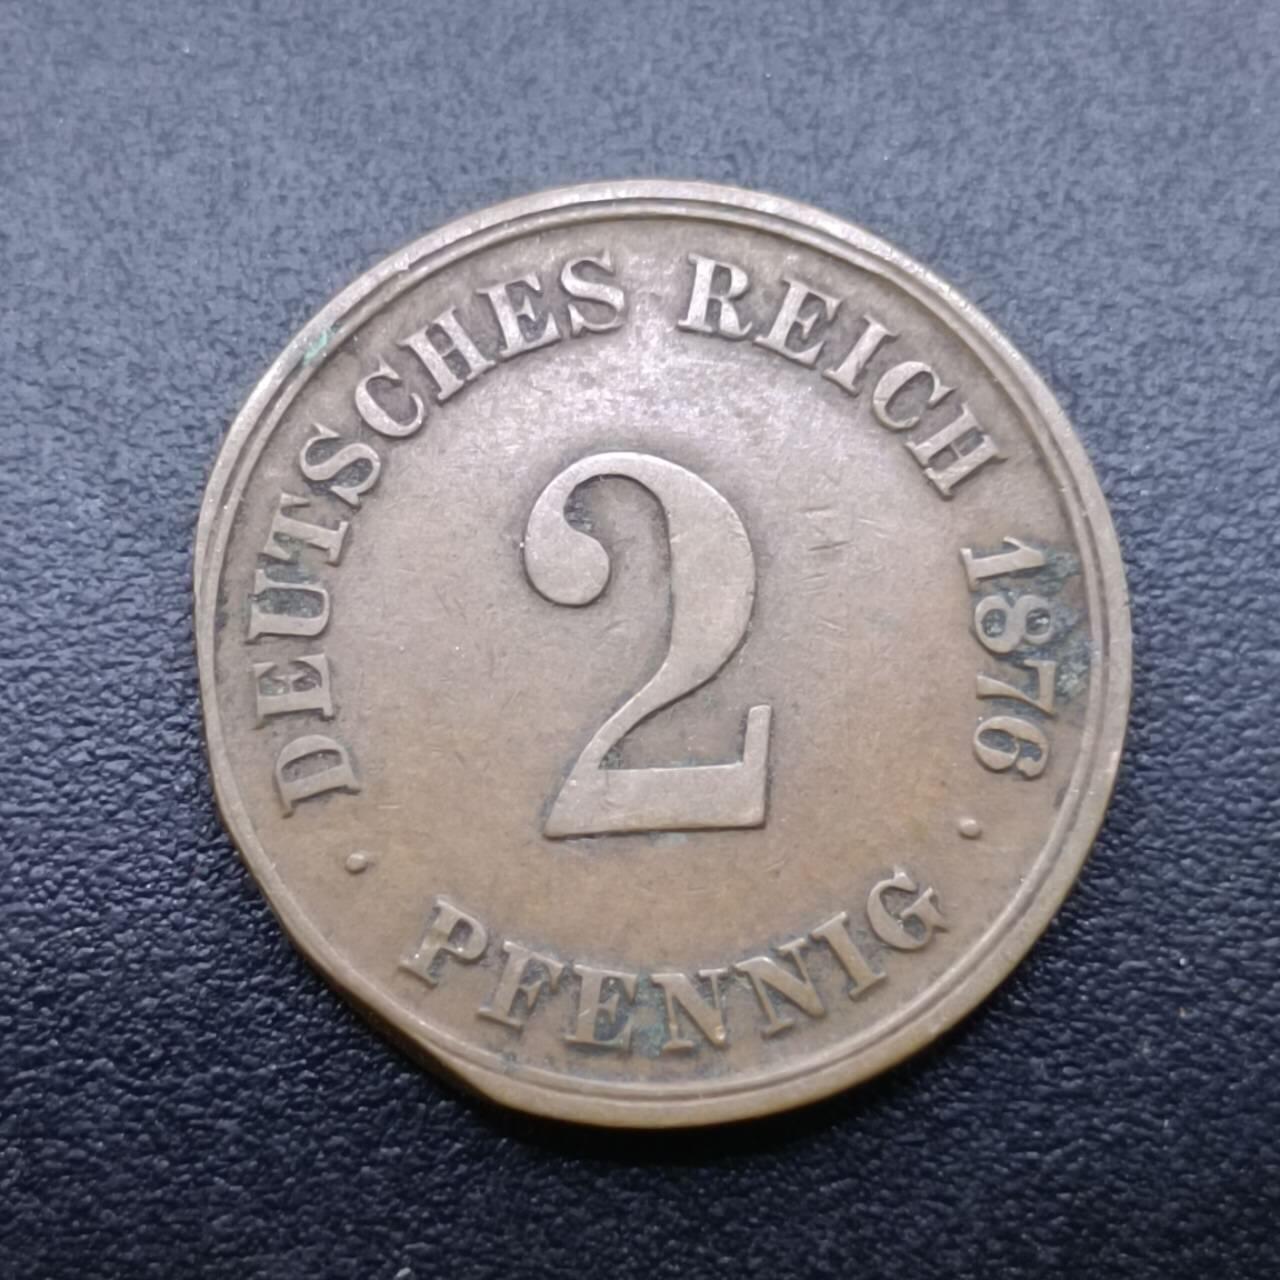 DEUTSCHES REICH 1876
2
· PFENNIG ·